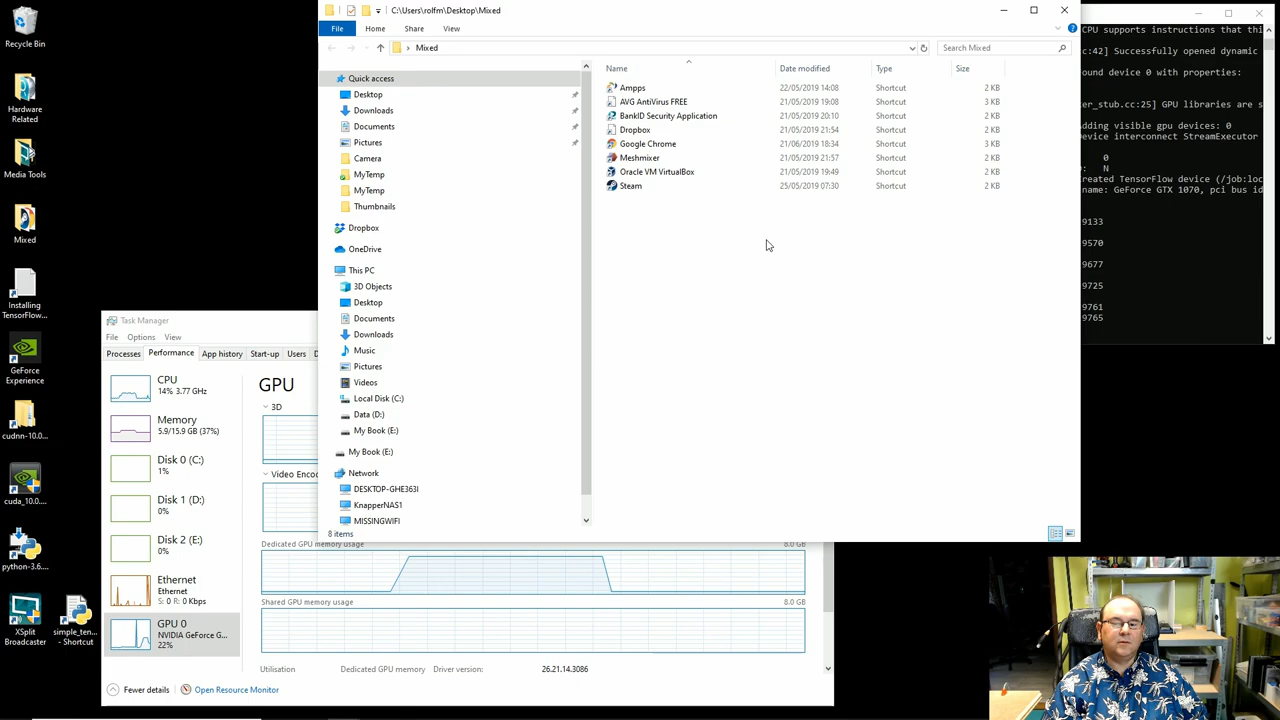 C:\Users\rolfm\Desktop\Mixed
File Home Share View
Mixed
Search Mixed
Name Date modified Type Size
Ampps 22/05/2019 14:08 Shortcut 2 KB
AVG AntiVirus FREE 21/05/2019 19:08 Shortcut 3 KB
BankID Security Application 21/05/2019 20:10 Shortcut 2 KB
Dropbox 21/05/2019 21:54 Shortcut 2 KB
Google Chrome 21/06/2019 18:34 Shortcut 3 KB
Meshmixer 21/05/2019 21:57 Shortcut 2 KB
Oracle VM VirtualBox 21/05/2019 19:49 Shortcut 2 KB
Steam 25/05/2019 07:30 Shortcut 2 KB
Quick access
Desktop
Downloads
Documents
Pictures
Camera
MyTemp
MyTemp
Thumbnails
Dropbox
OneDrive
This PC
3D Objects
Desktop
Documents
Downloads
Music
Pictures
Videos
Local Disk (C:)
Data (D:)
My Book (E:)
My Book (E:)
Network
DESKTOP-GHE363I
KnapperNAS1
MISSINGWIFI
8 items
Recycle Bin
Hardware
Related
Media Tools
Mixed
Installing
TensorFlow...
GeForce
Experience
cudnn-10.0...
cuda_10.0...
python-3.6...
XSplit
Broadcaster
simple_ten...
- Shortcut
Task Manager
File Options View
Processes Performance App history Start-up Users D
CPU
14% 3.77 GHz
Memory
5.9/15.9 GB (37%)
Disk 0 (C:)
1%
Disk 1 (D:)
0%
Disk 2 (E:)
0%
Ethernet
Ethernet
S: 0 R: 0 Kbps
GPU 0
NVIDIA GeForce G...
22%
GPU
3D
Video Enco
Dedicated GPU memory usage 8.0 GB
Shared GPU memory usage 8.0 GB
Utilisation Dedicated GPU memory Driver version: 26.21.14.3086
Fewer details Open Resource Monitor
CPU supports instructions that thi
cc:42] Successfully opened dynamic
ound device 0 with properties:
er_stub.cc:25] GPU libraries are s
dding visible gpu devices: 0
evice interconnect StreamExecutor
0
0: N
reated TensorFlow device (/job:loc
name: GeForce GTX 1070, pci bus id
9133
9570
9677
9725
9761
9765